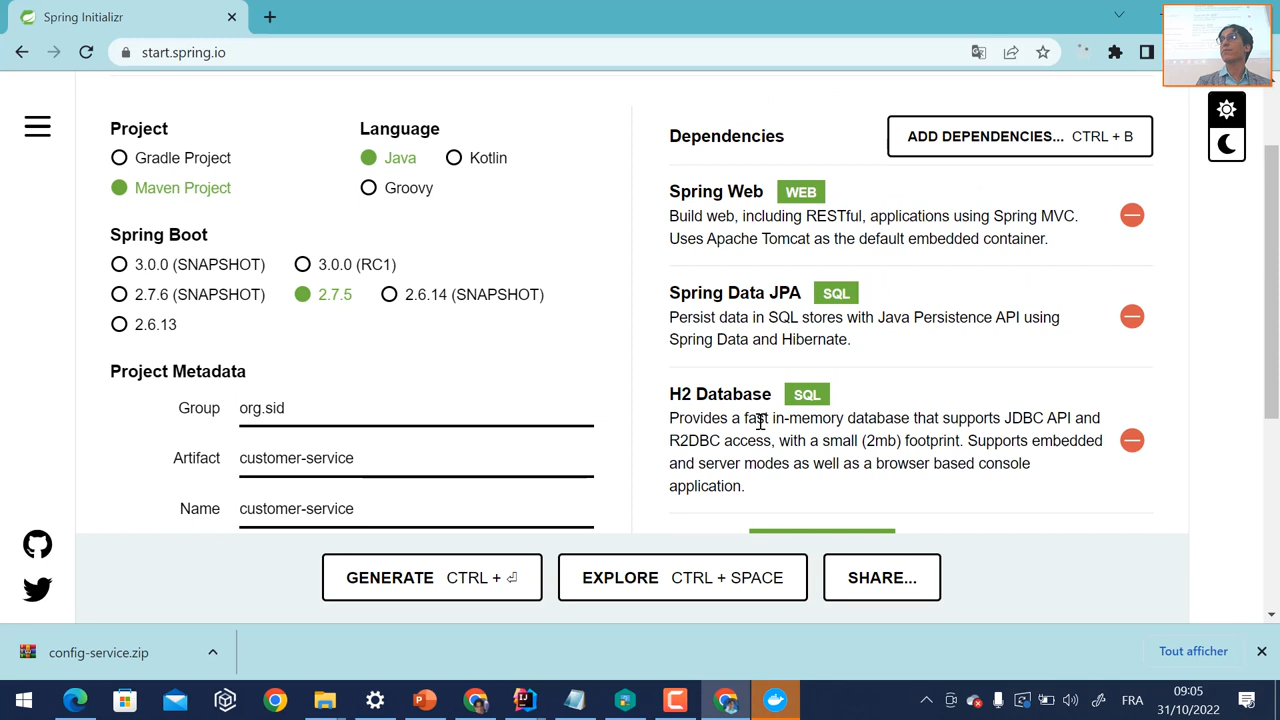 Spring Initializr
start.spring.io
Project
Language
Gradle Project
Java
Kotlin
Maven Project
Groovy
Spring Boot
3.0.0 (SNAPSHOT)
3.0.0 (RC1)
2.7.6 (SNAPSHOT)
2.7.5
2.6.14 (SNAPSHOT)
2.6.13
Project Metadata
Group
org.sid
Artifact
customer-service
Name
customer-service
Dependencies
ADD DEPENDENCIES... CTRL + B
Spring Web WEB
Build web, including RESTful, applications using Spring MVC.
Uses Apache Tomcat as the default embedded container.
Spring Data JPA SQL
Persist data in SQL stores with Java Persistence API using
Spring Data and Hibernate.
H2 Database SQL
Provides a fast in-memory database that supports JDBC API and
R2DBC access, with a small (2mb) footprint. Supports embedded
and server modes as well as a browser based console
application.
GENERATE CTRL + ⏎
EXPLORE CTRL + SPACE
SHARE...
config-service.zip
Tout afficher
FRA
09:05
31/10/2022